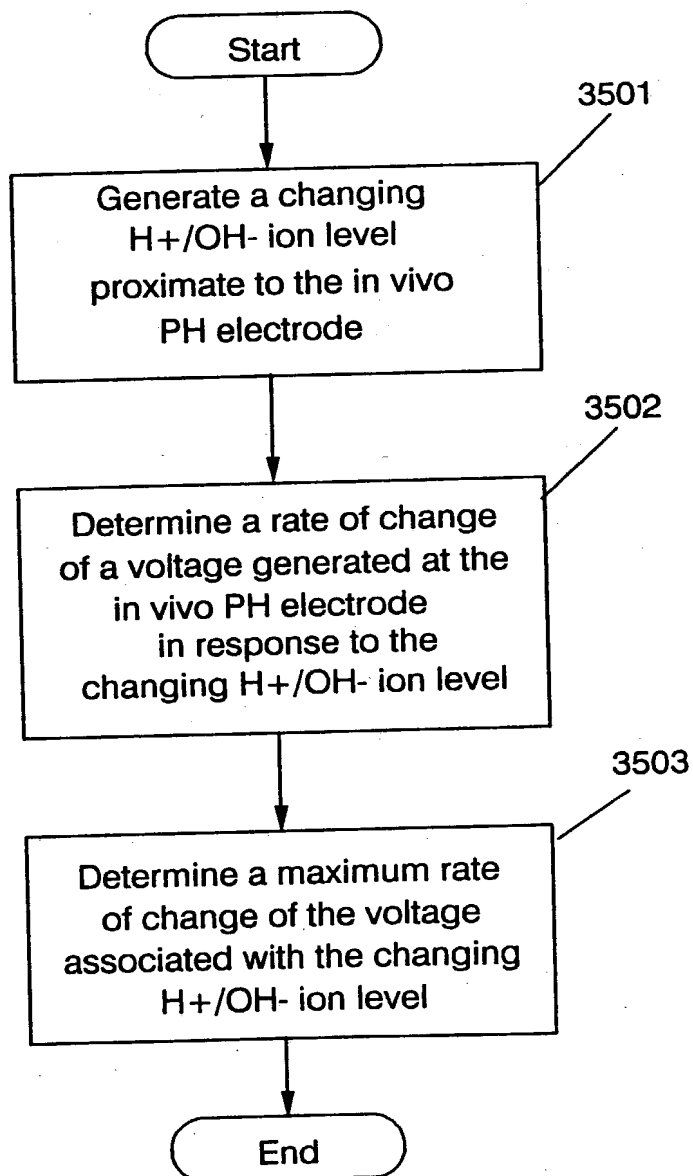 Start
3501
Generate a changing
H+/OH- ion level
proximate to the in vivo
PH electrode
3502
Determine a rate of change
of a voltage generated at the
in vivo PH electrode
in response to the
changing H+/OH- ion level
3503
Determine a maximum rate
of change of the voltage
associated with the changing
H+/OH- ion level
End